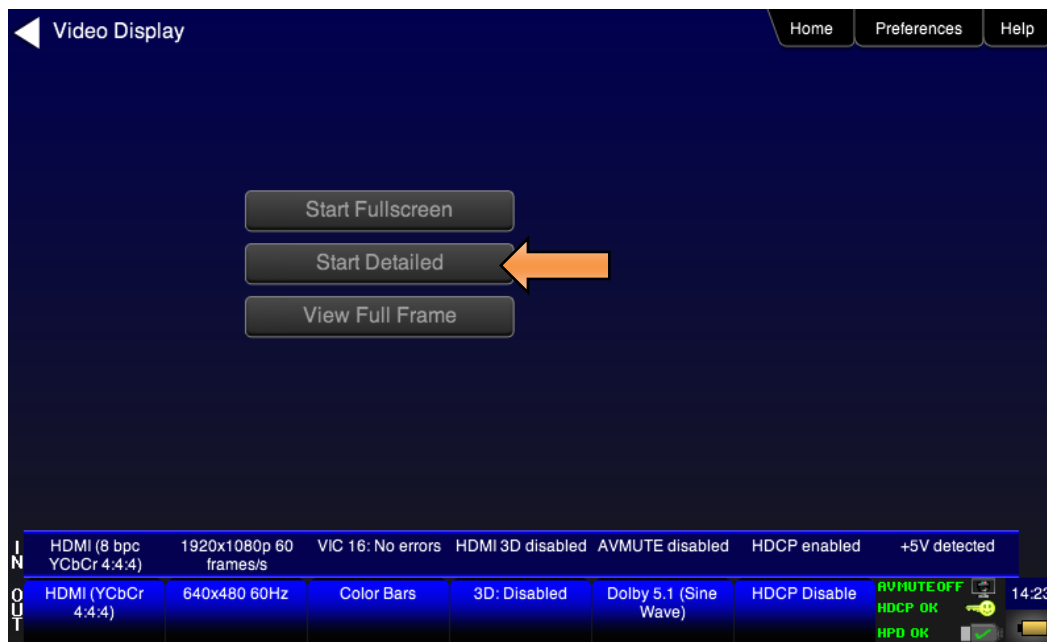 Video Display
Home
Preferences
Help
Start Fullscreen
Start Detailed
View Full Frame
IN
HDMI (8 bpc
YCbCr 4:4:4)
1920x1080p 60
frames/s
VIC 16: No errors
HDMI 3D disabled
AVMUTE disabled
HDCP enabled
+5V detected
OUT
HDMI (YCbCr
4:4:4)
640x480 60Hz
Color Bars
3D: Disabled
Dolby 5.1 (Sine
Wave)
HDCP Disable
AVMUTEOFF
HDCP OK
HPD OK
14:23